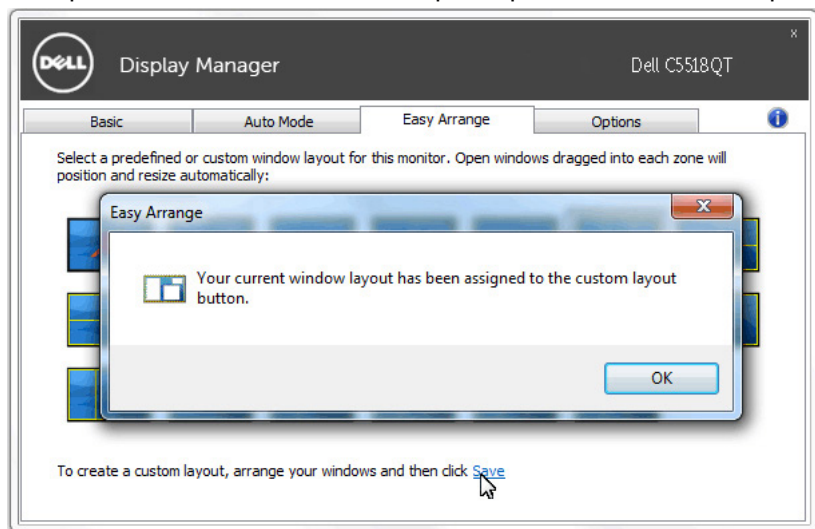 x
DELL Display Manager Dell C5518QT
Basic Auto Mode Easy Arrange Options i
Select a predefined or custom window layout for this monitor. Open windows dragged into each zone will
position and resize automatically:
Easy Arrange x
Your current window layout has been assigned to the custom layout
button.
OK
To create a custom layout, arrange your windows and then click Save